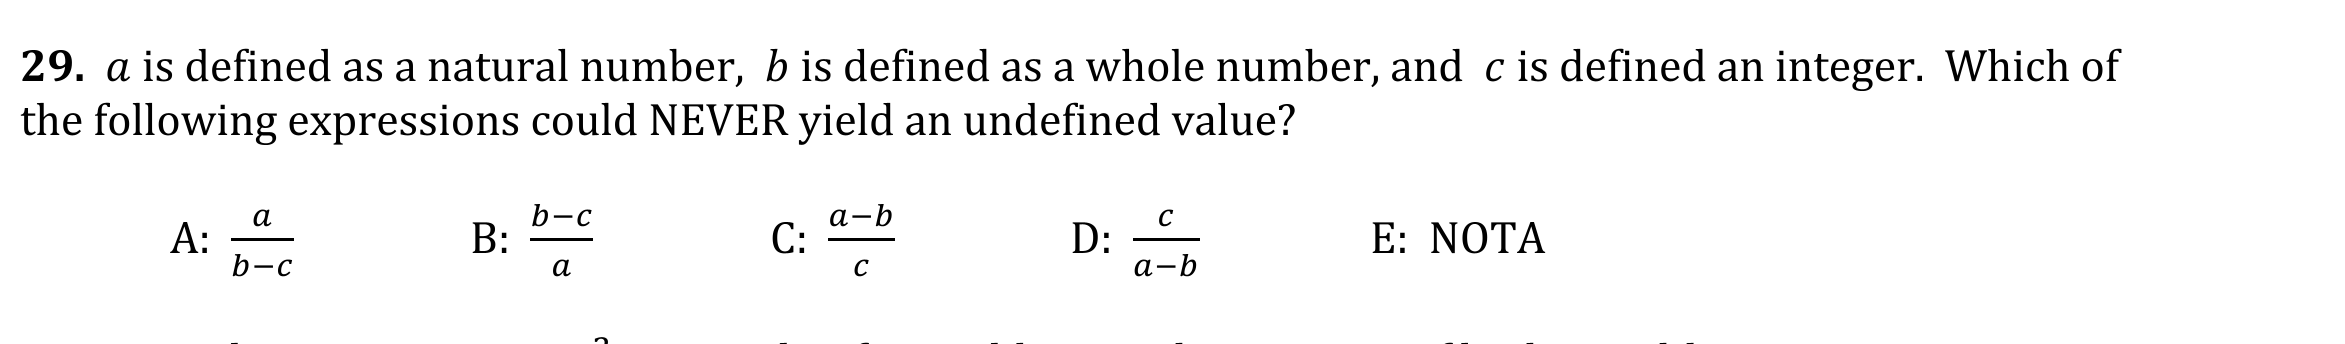 29. a is defined as a natural number, b is defined as a whole number, and c is defined an integer. Which of
the following expressions could NEVER yield an undefined value?
A: a/(b−c) B: (b−c)/a C: (a−b)/c D: c/(a−b) E: NOTA